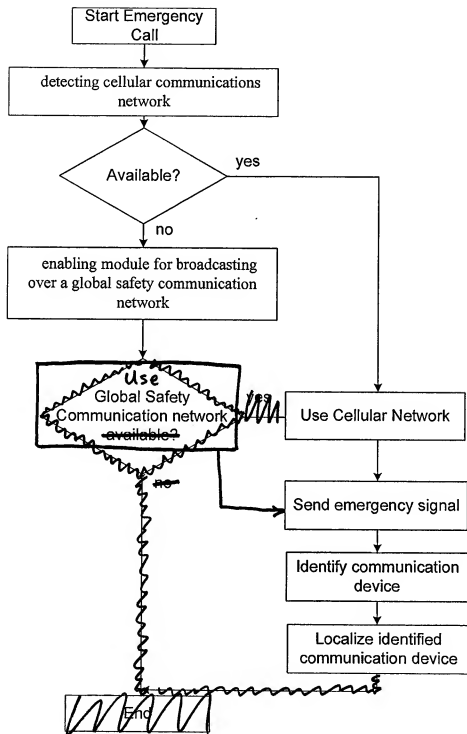 Start Emergency
Call
detecting cellular communications
network
Available?
yes
no
enabling module for broadcasting
over a global safety communication
network
Use
Global Safety
Communication network
available?
yes
no
Use Cellular Network
Send emergency signal
Identify communication
device
Localize identified
communication device
End